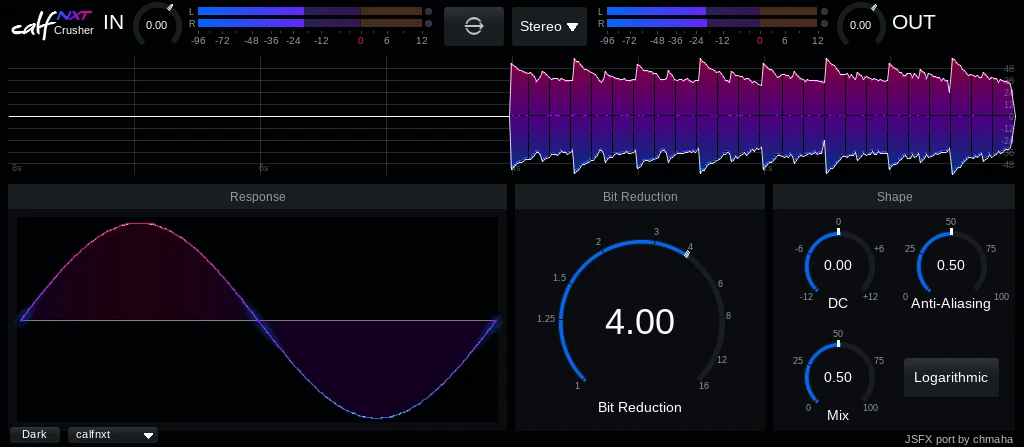 calf NXT
Crusher
IN
0.00
L
R
-96 -72 -48 -36 -24 -12 0 6 12
Stereo
L
R
-96 -72 -48 -36 -24 -12 0 6 12
0.00
OUT
48
36
24
12
0
-12
-24
-36
-48
8s 6s
Response
Bit Reduction
Shape
1 1.25 1.5 2 3 4 6 8 12 16
4.00
Bit Reduction
-12 -6 0 +6 +12
0.00
DC
0 25 50 75 100
0.50
Anti-Aliasing
0 25 50 75 100
0.50
Mix
Logarithmic
Dark
calfnxt
JSFX port by chmaha